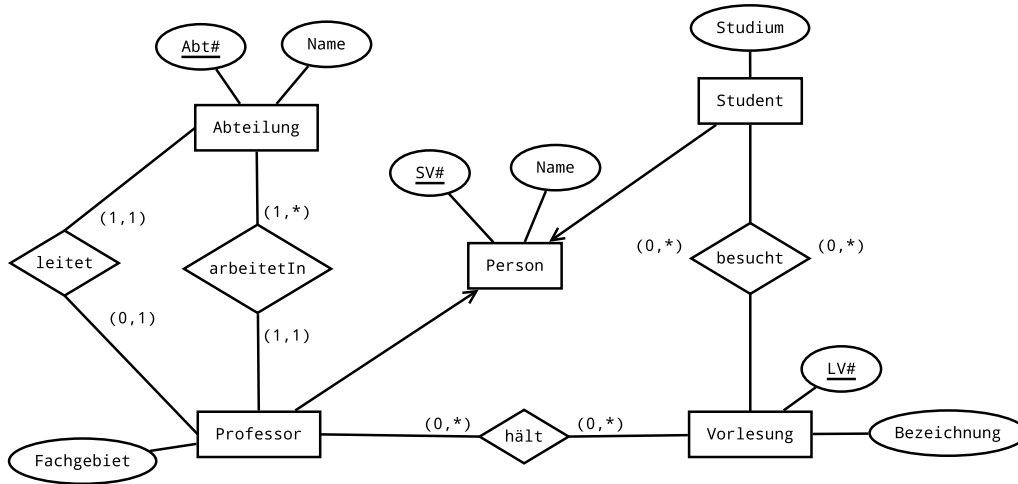 Studium
Abt#
Name
Student
Abteilung
SV#
Name
(1,1)
(1,*)
(0,*)
(0,*)
leitet
arbeitetIn
Person
besucht
(0,1)
(1,1)
LV#
(0,*)
(0,*)
Professor
hält
Vorlesung
Bezeichnung
Fachgebiet